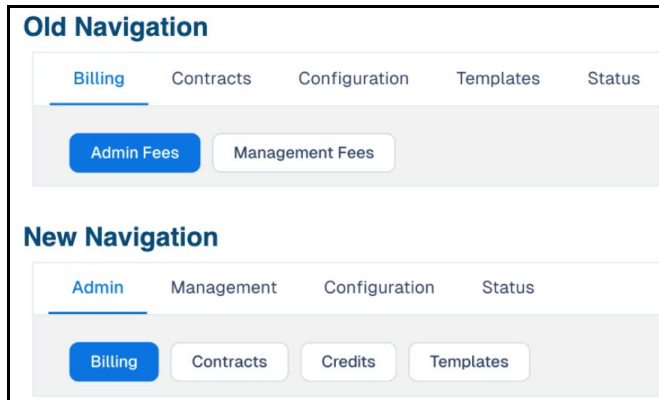 Old Navigation
Billing Contracts Configuration Templates Status
Admin Fees Management Fees
New Navigation
Admin Management Configuration Status
Billing Contracts Credits Templates